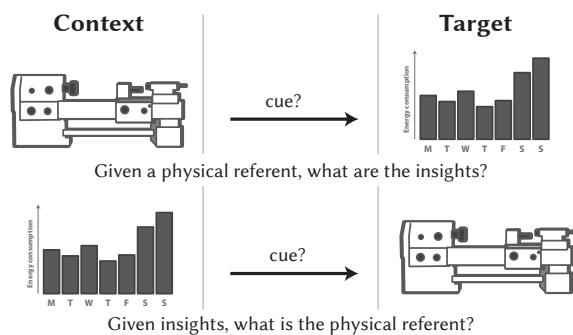 Context
Target
cue?
Energy consumption
M T W T F S S
Given a physical referent, what are the insights?
Energy consumption
M T W T F S S
cue?
Given insights, what is the physical referent?